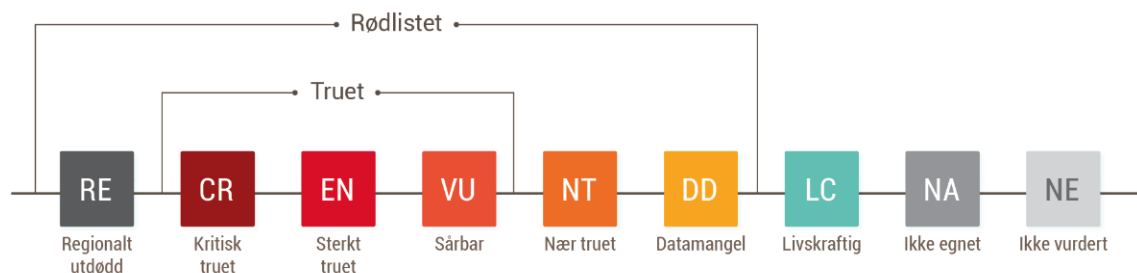 Rødlistet
Truet
RE
CR
EN
VU
NT
DD
LC
NA
NE
Regionalt
utdødd
Kritisk
truet
Sterkt
truet
Sårbar
Nær truet
Datamangel
Livskraftig
Ikke egnet
Ikke vurdert